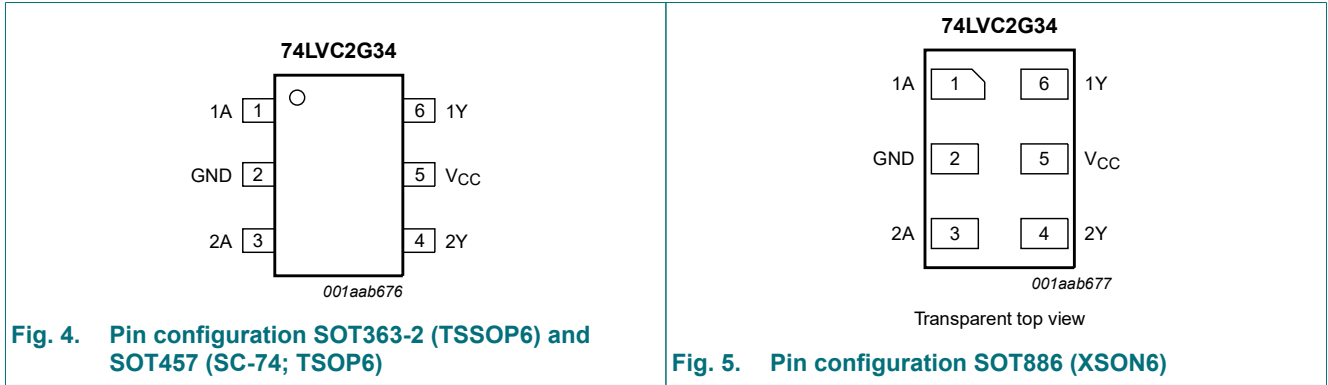 74LVC2G34
1A 1 6 1Y
GND 2 5 VCC
2A 3 4 2Y
001aab676
Fig. 4. Pin configuration SOT363-2 (TSSOP6) and
SOT457 (SC-74; TSOP6)
74LVC2G34
1A 1 6 1Y
GND 2 5 VCC
2A 3 4 2Y
001aab677
Transparent top view
Fig. 5. Pin configuration SOT886 (XSON6)